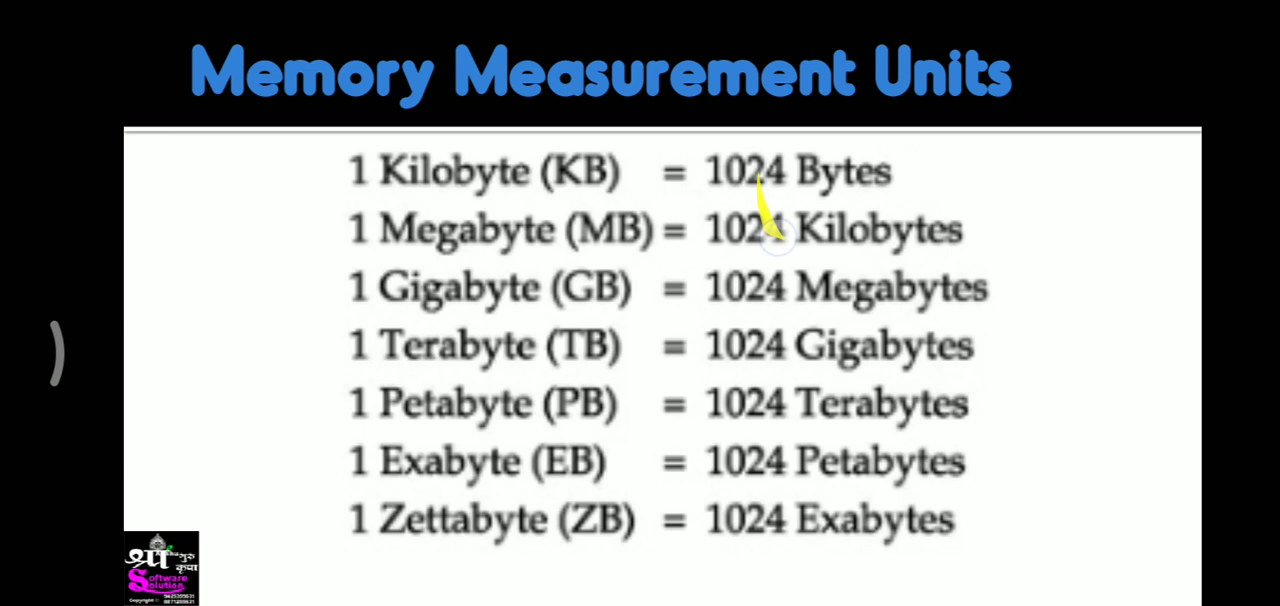 Memory Measurement Units
1 Kilobyte (KB) = 1024 Bytes
1 Megabyte (MB) = 1024 Kilobytes
1 Gigabyte (GB) = 1024 Megabytes
1 Terabyte (TB) = 1024 Gigabytes
1 Petabyte (PB) = 1024 Terabytes
1 Exabyte (EB) = 1024 Petabytes
1 Zettabyte (ZB) = 1024 Exabytes
श्री
गुरु
कृपा
Software
Solution
Copyright ©